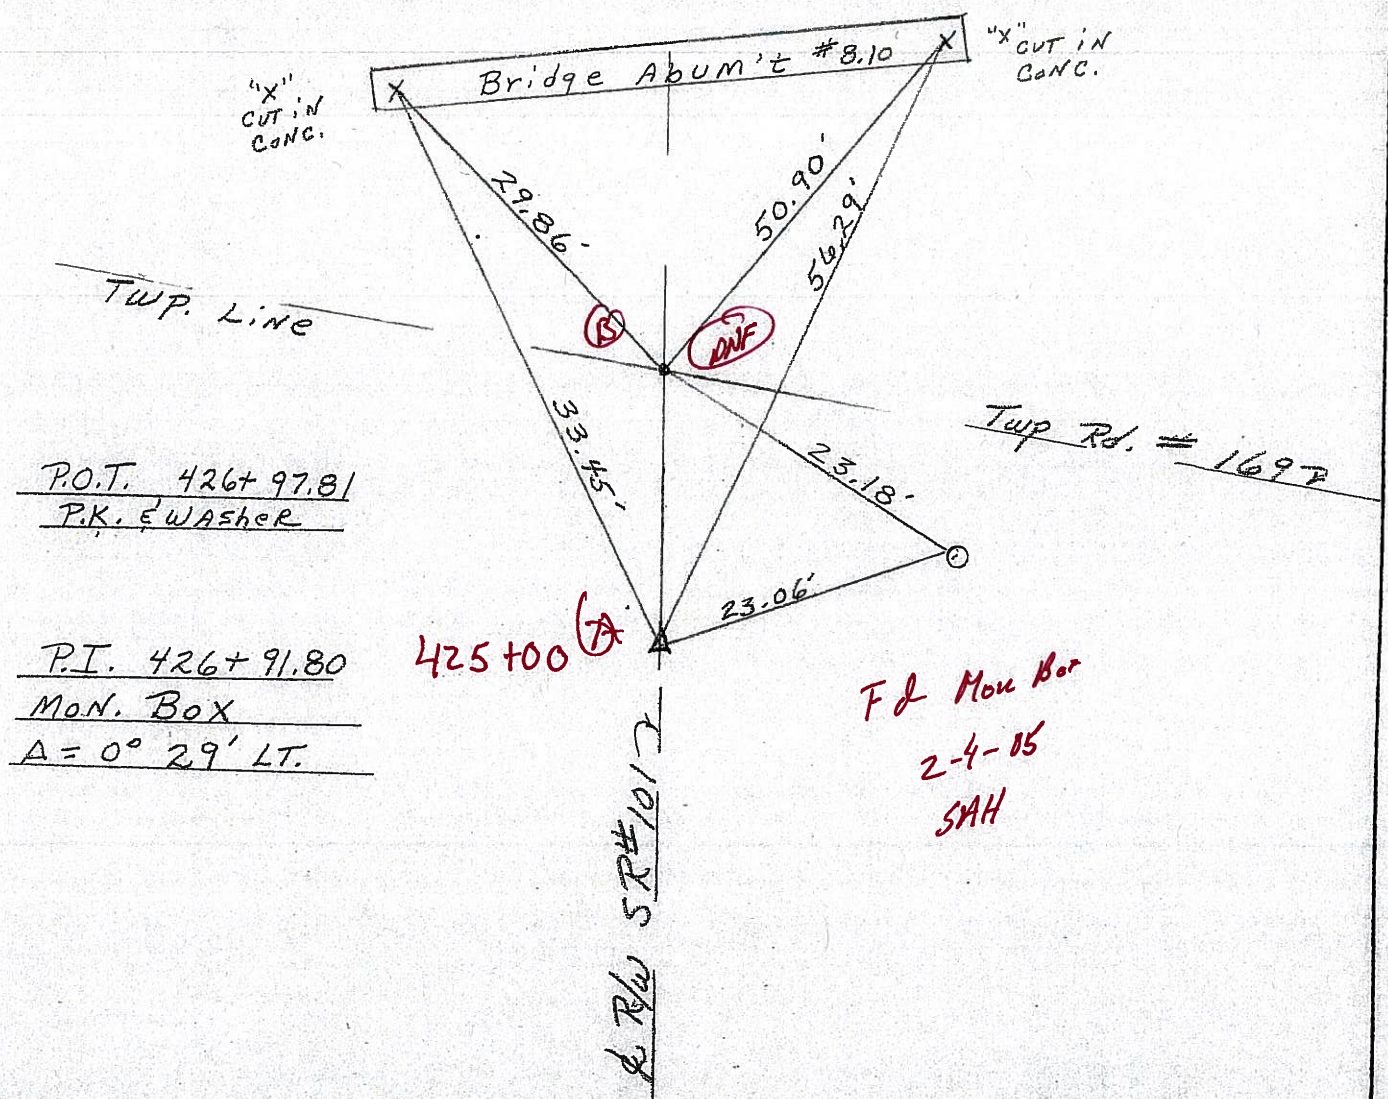 "X" CUT IN CONC.
Bridge Abum't #8.10
"X" CUT IN CONC.
29.86'
50.90'
56.29'
Twp. Line
B
DNF
33.45'
23.18'
Twp Rd. # 169
P.O.T. 426+97.81
P.K. & WASHER
23.06'
425+00 A
P.I. 426+91.80
MON. BOX
Δ = 0° 29' LT.
Fd Mon Box
2-4-05
SAH
℄ R/W SR #101